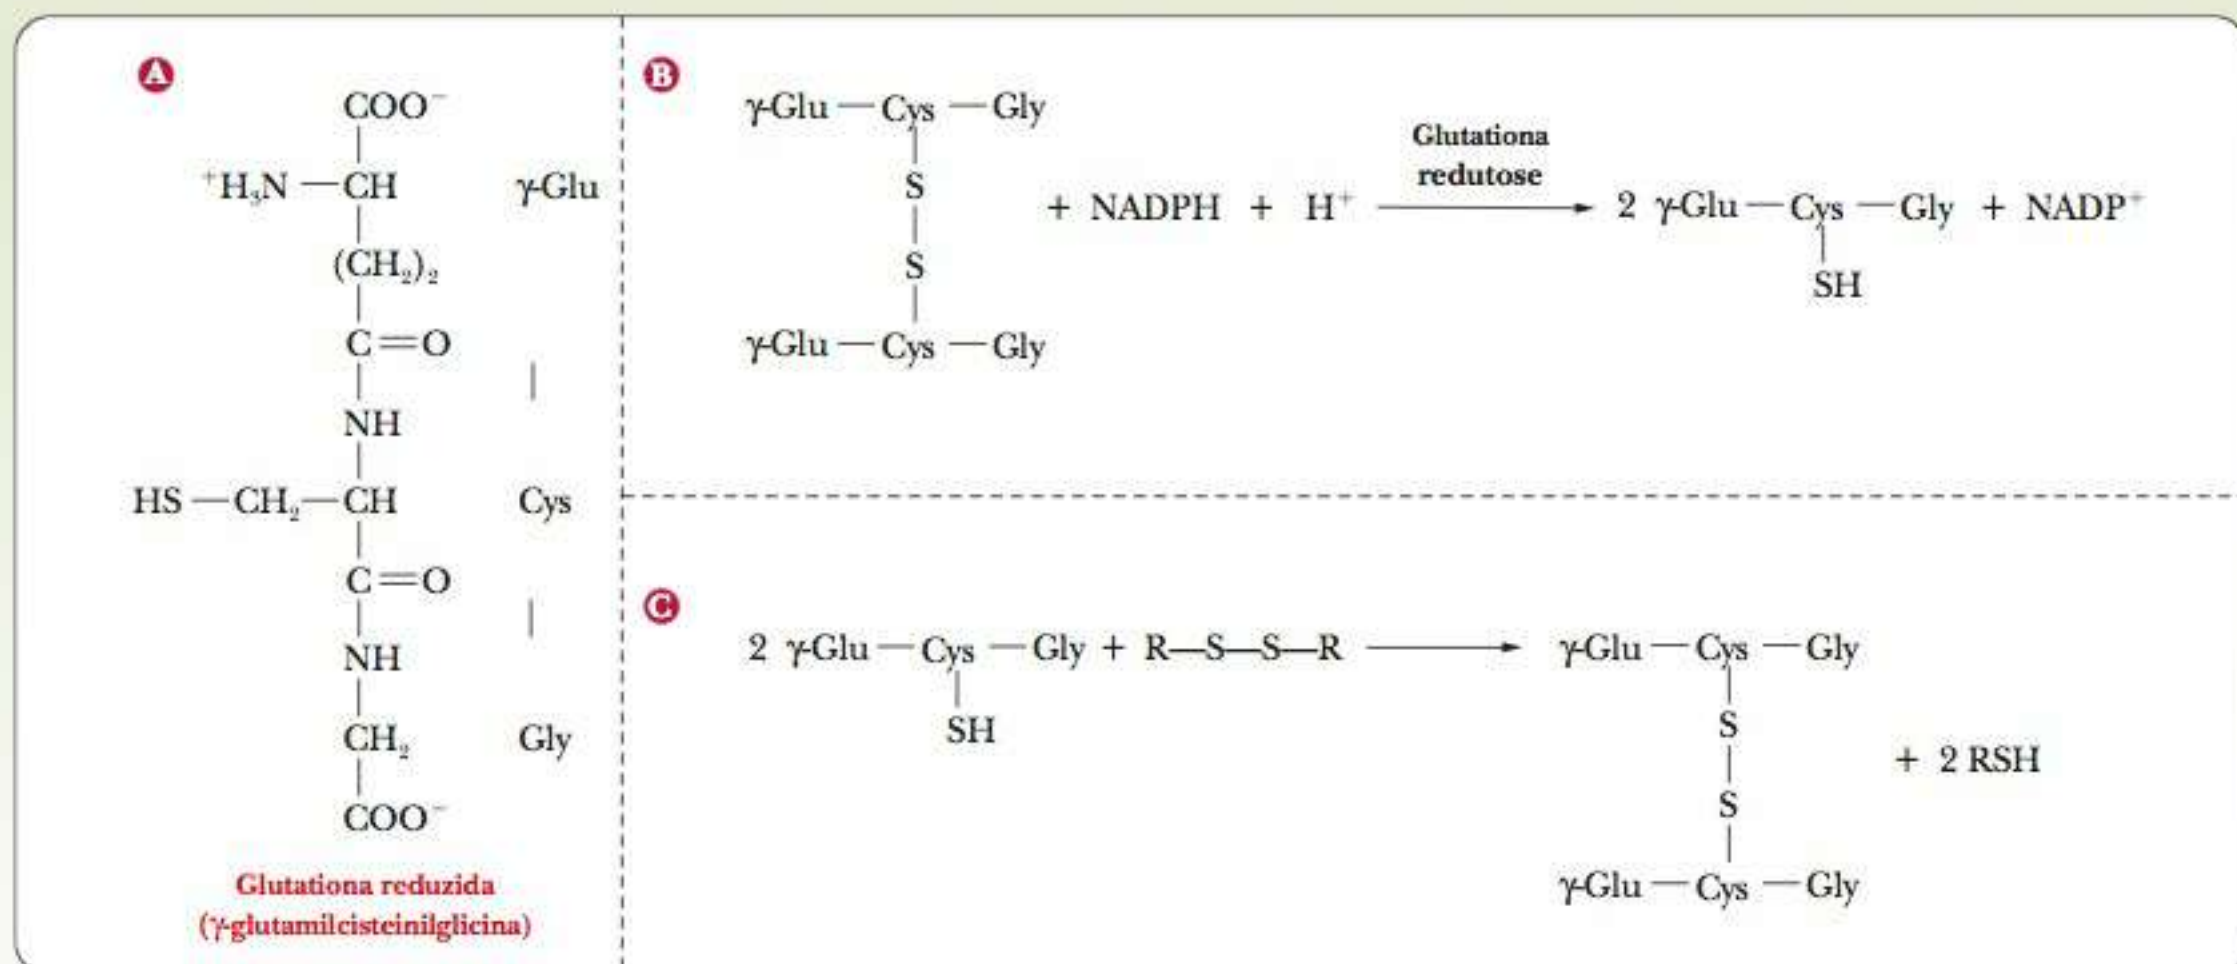 A
COO⁻
⁺H₃N—CH γ-Glu
(CH₂)₂
C=O
NH
HS—CH₂—CH Cys
C=O
NH
CH₂ Gly
COO⁻
Glutationa reduzida
(γ-glutamilcisteinilglicina)
B
γ-Glu—Cys—Gly
S
S
γ-Glu—Cys—Gly
+ NADPH + H⁺
Glutationa
redutose
2 γ-Glu—Cys—Gly + NADP⁺
SH
C
2 γ-Glu—Cys—Gly + R—S—S—R
SH
γ-Glu—Cys—Gly
S
S
γ-Glu—Cys—Gly
+ 2 RSH